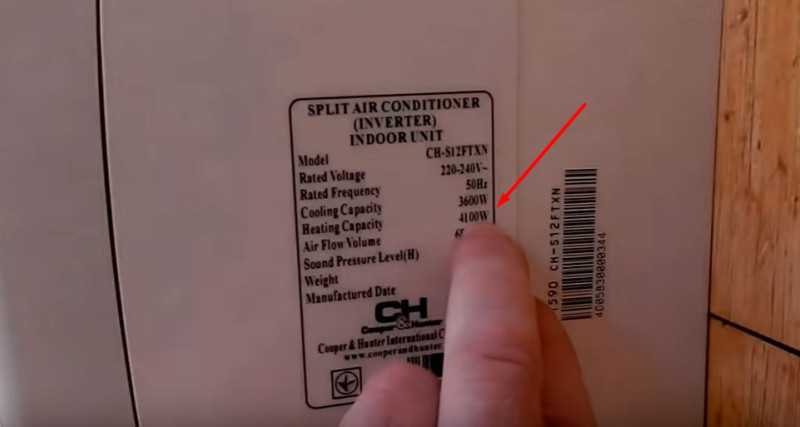 SPLIT AIR CONDITIONER
(INVERTER)
INDOOR UNIT
Model CH-S12FTXN
Rated Voltage 220-240V~
Rated Frequency 50Hz
Cooling Capacity 3600W
Heating Capacity 4100W
Air Flow Volume
Sound Pressure Level(H)
Weight
Manufactured Date
CH
Cooper & Hunter
Cooper & Hunter International
www.cooperandhunter
CH-S12FTXN
4D05830000344